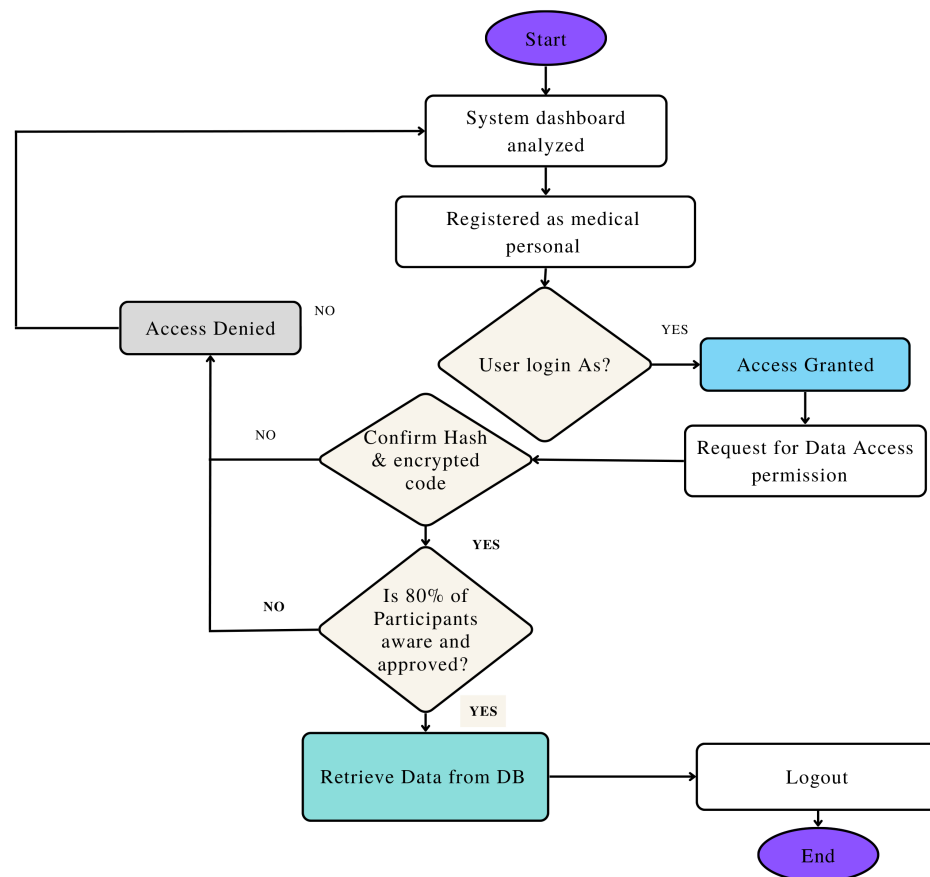 Start
System dashboard
analyzed
Registered as medical
personal
Access Denied
NO
User login As?
YES
Access Granted
Request for Data Access
permission
Confirm Hash
& encrypted
code
NO
YES
Is 80% of
Participants
aware and
approved?
NO
YES
Retrieve Data from DB
Logout
End